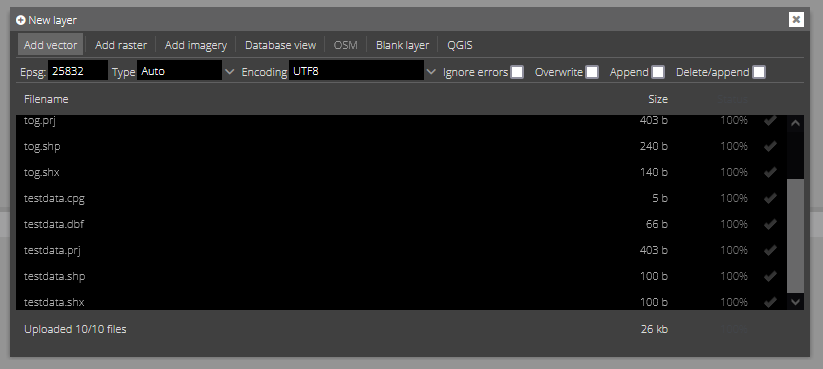 New layer
Add vector Add raster Add imagery Database view OSM Blank layer QGIS
Epsg: 25832 Type Auto Encoding UTF8 Ignore errors Overwrite Append Delete/append
Filename Size
tog.prj 403 b 100%
tog.shp 240 b 100%
tog.shx 140 b 100%
testdata.cpg 5 b 100%
testdata.dbf 66 b 100%
testdata.prj 403 b 100%
testdata.shp 100 b 100%
testdata.shx 100 b 100%
Uploaded 10/10 files 26 kb